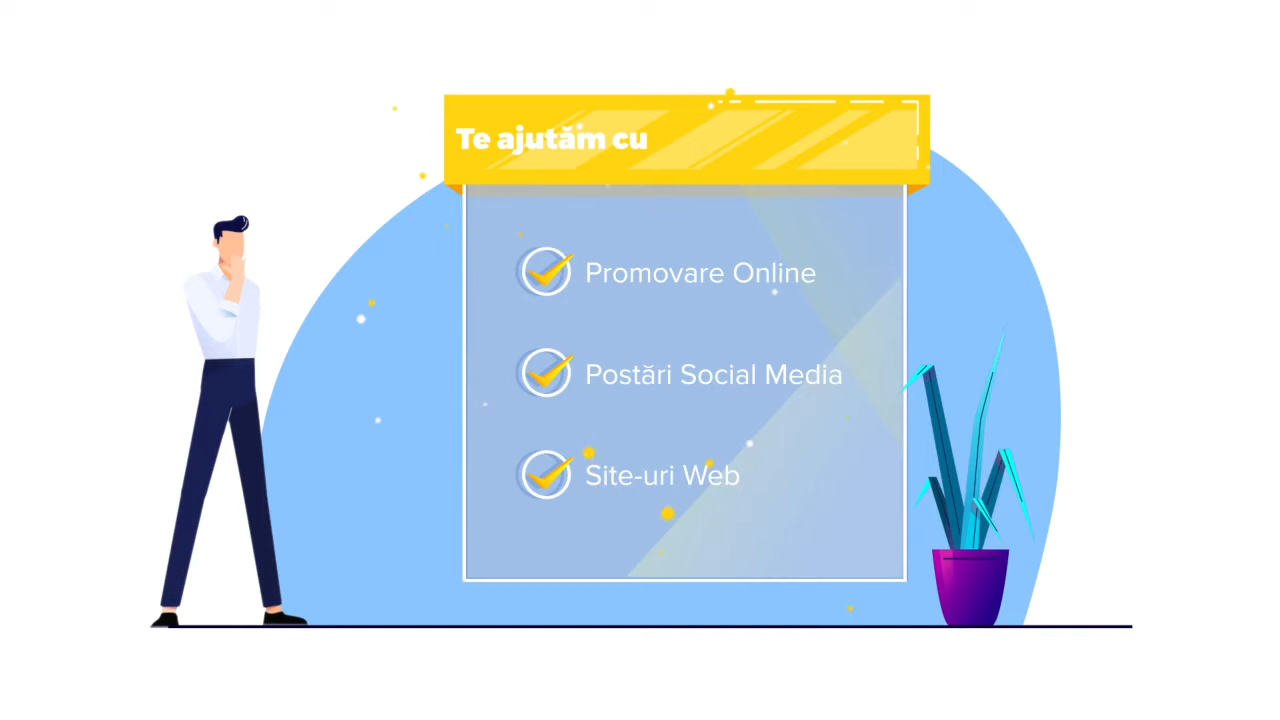 Te ajutăm cu
Promovare Online
Postări Social Media
Site-uri Web